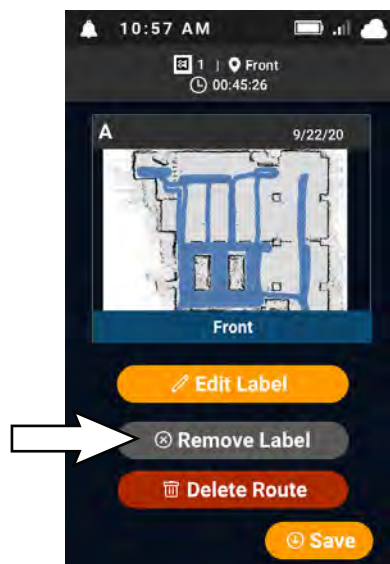 10:57 AM
1 | Front
00:45:26
A 9/22/20
Front
Edit Label
Remove Label
Delete Route
Save